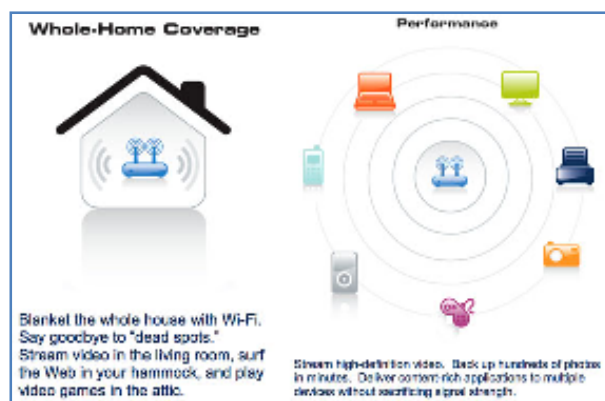 Whole-Home Coverage
Blanket the whole house with Wi-Fi.
Say goodbye to "dead spots."
Stream video in the living room, surf
the Web in your hammock, and play
video games in the attic.
Performance
Stream high-definition video. Back up hundreds of photos
in minutes. Deliver content-rich applications to multiple
devices without sacrificing signal strength.